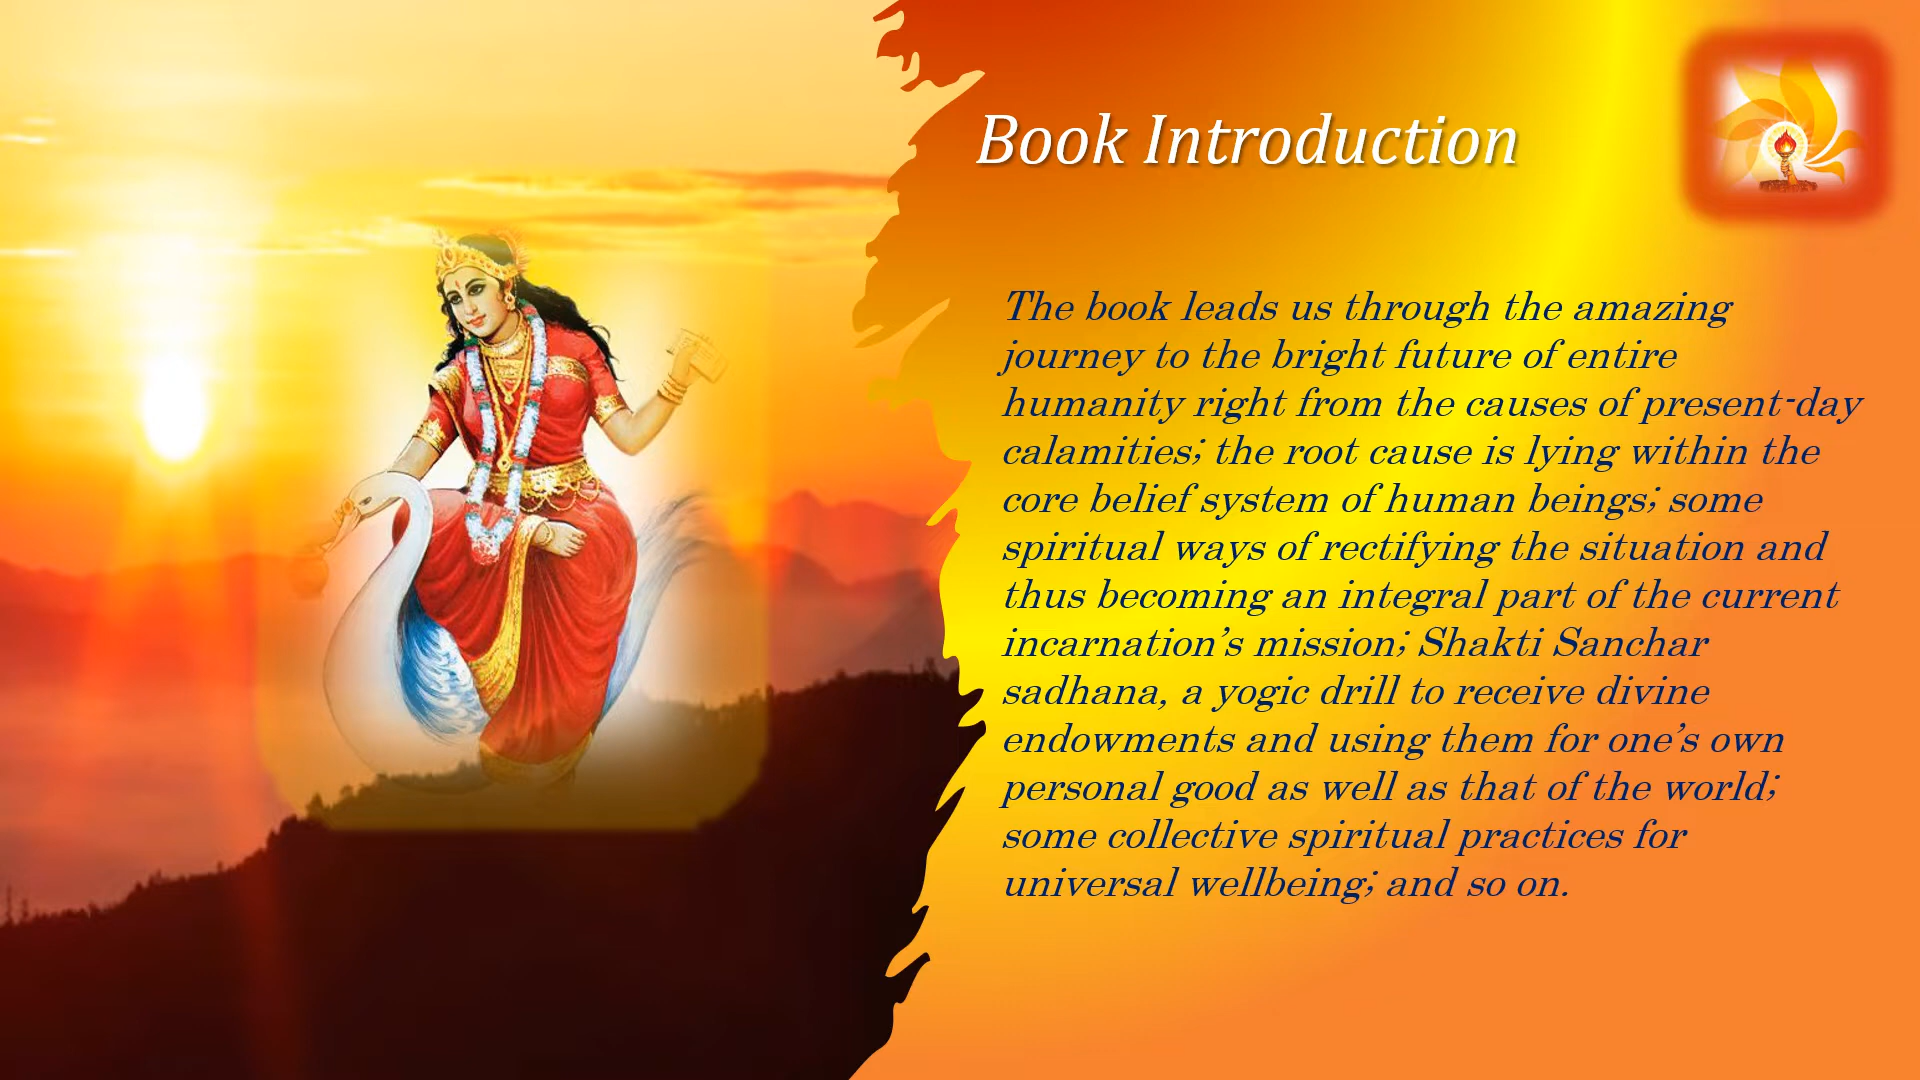 Book Introduction
The book leads us through the amazing
journey to the bright future of entire
humanity right from the causes of present-day
calamities; the root cause is lying within the
core belief system of human beings; some
spiritual ways of rectifying the situation and
thus becoming an integral part of the current
incarnation’s mission; Shakti Sanchar
sadhana, a yogic drill to receive divine
endowments and using them for one’s own
personal good as well as that of the world;
some collective spiritual practices for
universal wellbeing; and so on.